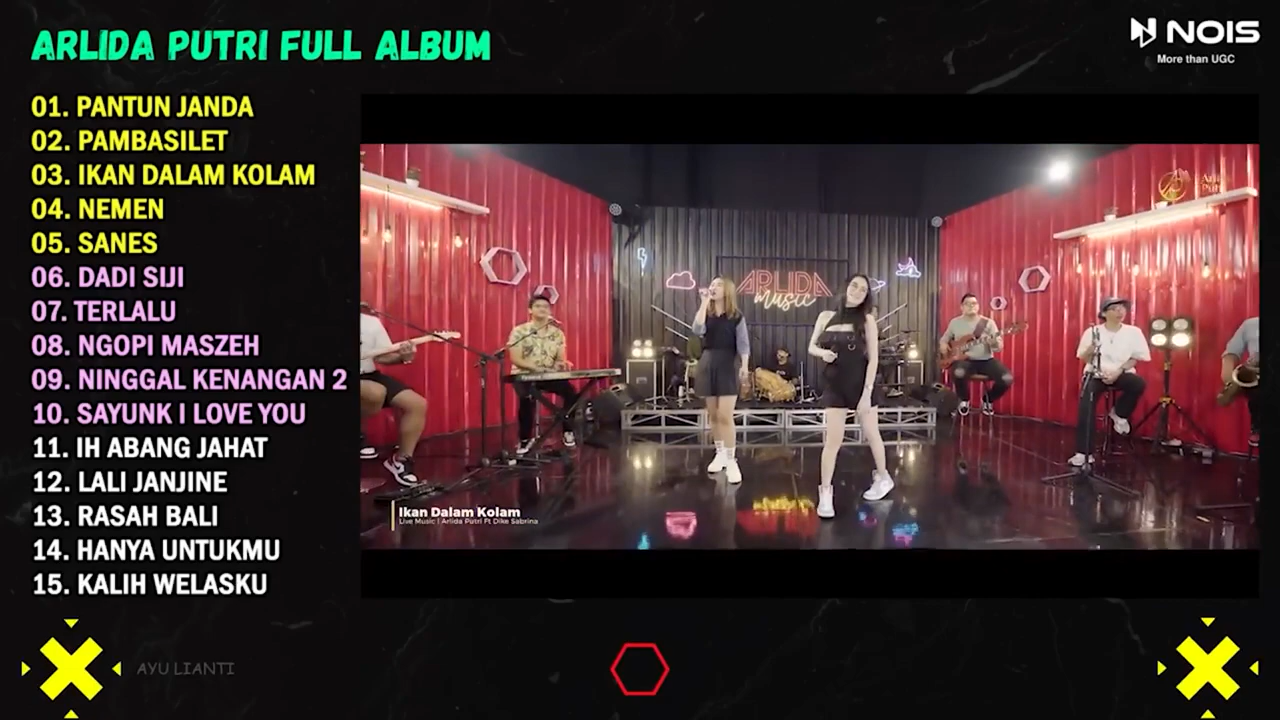 ARLIDA PUTRI FULL ALBUM
NOIS
More than UGC
01. PANTUN JANDA
02. PAMBASILET
03. IKAN DALAM KOLAM
04. NEMEN
05. SANES
06. DADI SIJI
07. TERLALU
08. NGOPI MASZEH
09. NINGGAL KENANGAN 2
10. SAYUNK I LOVE YOU
11. IH ABANG JAHAT
12. LALI JANJINE
13. RASAH BALI
14. HANYA UNTUKMU
15. KALIH WELASKU
ARLIDA
music
Ikan Dalam Kolam
Live Music | Arlida Putri Ft Dike Sabrina
AYU LIANTI